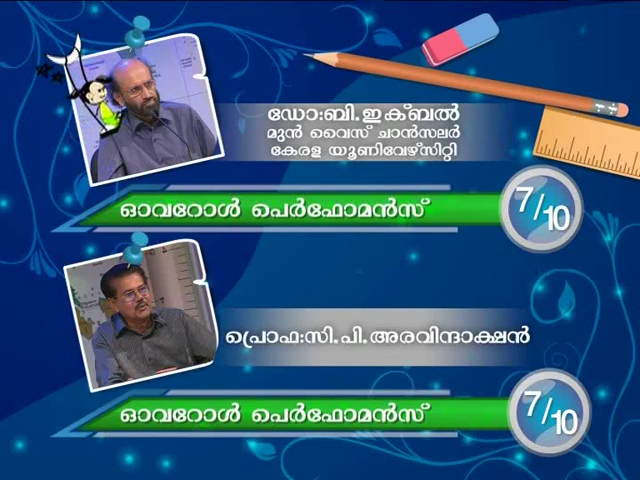 ഡോ:ബി.ഇക്ബൽ
മുൻ വൈസ് ചാൻസലർ
കേരള യൂണിവേഴ്സിറ്റി
ഓവറോൾ പെർഫോമൻസ് 7/10
പ്രൊഫ:സി.പി.അരവിന്ദാക്ഷൻ
ഓവറോൾ പെർഫോമൻസ് 7/10